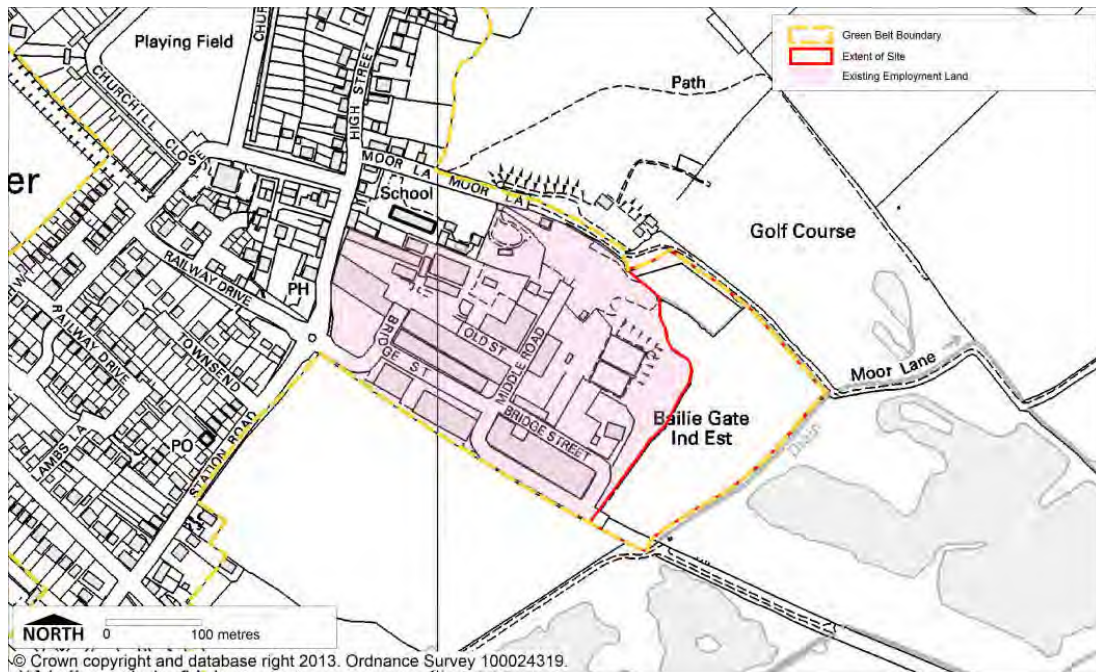 Playing Field
CHURCHILL CLOSE
CHUR
HIGH STREET
Path
Green Belt Boundary
Extent of Site
Existing Employment Land
er
MOOR LA
MOOR LA
School
Golf Course
RAILWAY DRIVE
PH
RAILWAY DRIVE
TOWNSEND
BRIDGE ST
OLD ST
MIDDLE ROAD
BRIDGE STREET
Moor Lane
Bailie Gate
Ind Est
Drain
PO
STATION ROAD
AMBS LA
NORTH
0 100 metres
© Crown copyright and database right 2013. Ordnance Survey 100024319.